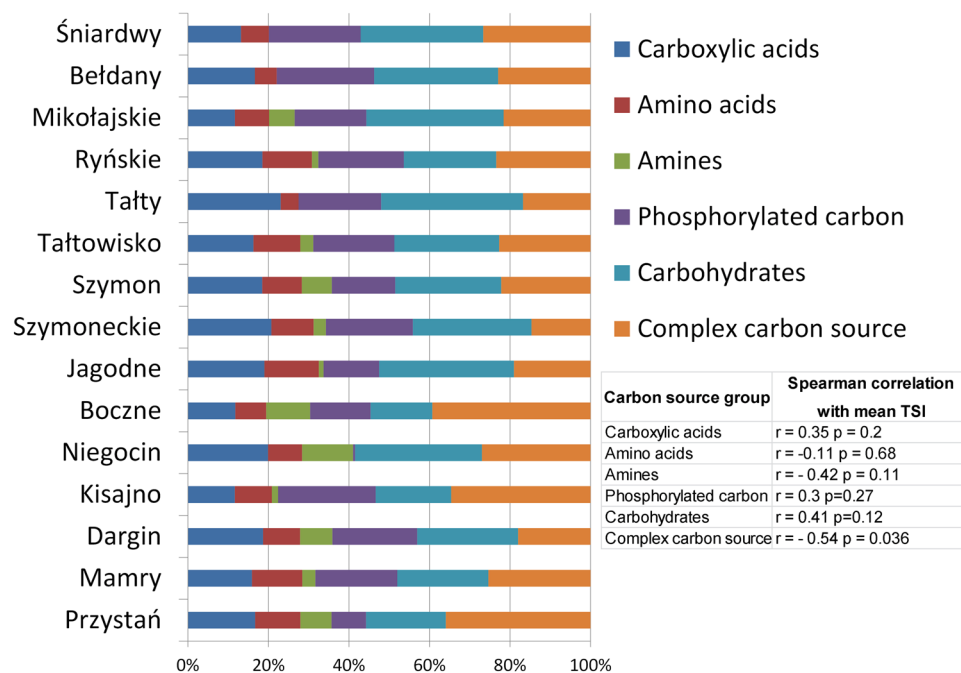 Śniardwy
Bełdany
Mikołajskie
Ryńskie
Tałty
Tałtowisko
Szymon
Szymoneckie
Jagodne
Boczne
Niegocin
Kisajno
Dargin
Mamry
Przystań
0% 20% 40% 60% 80% 100%
Carboxylic acids
Amino acids
Amines
Phosphorylated carbon
Carbohydrates
Complex carbon source
Carbon source group Spearman correlation with mean TSI
Carboxylic acids r = 0.35 p = 0.2
Amino acids r = -0.11 p = 0.68
Amines r = - 0.42 p = 0.11
Phosphorylated carbon r = 0.3 p=0.27
Carbohydrates r = 0.41 p=0.12
Complex carbon source r = - 0.54 p = 0.036